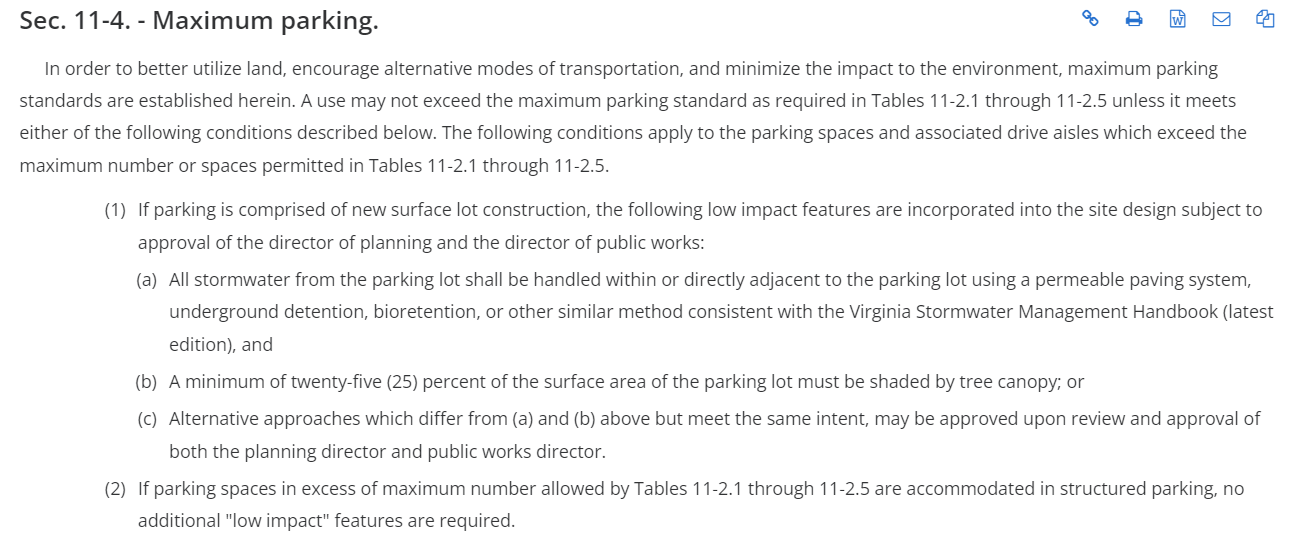 Sec. 11-4. - Maximum parking.
In order to better utilize land, encourage alternative modes of transportation, and minimize the impact to the environment, maximum parking
standards are established herein. A use may not exceed the maximum parking standard as required in Tables 11-2.1 through 11-2.5 unless it meets
either of the following conditions described below. The following conditions apply to the parking spaces and associated drive aisles which exceed the
maximum number or spaces permitted in Tables 11-2.1 through 11-2.5.
(1) If parking is comprised of new surface lot construction, the following low impact features are incorporated into the site design subject to
approval of the director of planning and the director of public works:
(a) All stormwater from the parking lot shall be handled within or directly adjacent to the parking lot using a permeable paving system,
underground detention, bioretention, or other similar method consistent with the Virginia Stormwater Management Handbook (latest
edition), and
(b) A minimum of twenty-five (25) percent of the surface area of the parking lot must be shaded by tree canopy; or
(c) Alternative approaches which differ from (a) and (b) above but meet the same intent, may be approved upon review and approval of
both the planning director and public works director.
(2) If parking spaces in excess of maximum number allowed by Tables 11-2.1 through 11-2.5 are accommodated in structured parking, no
additional "low impact" features are required.